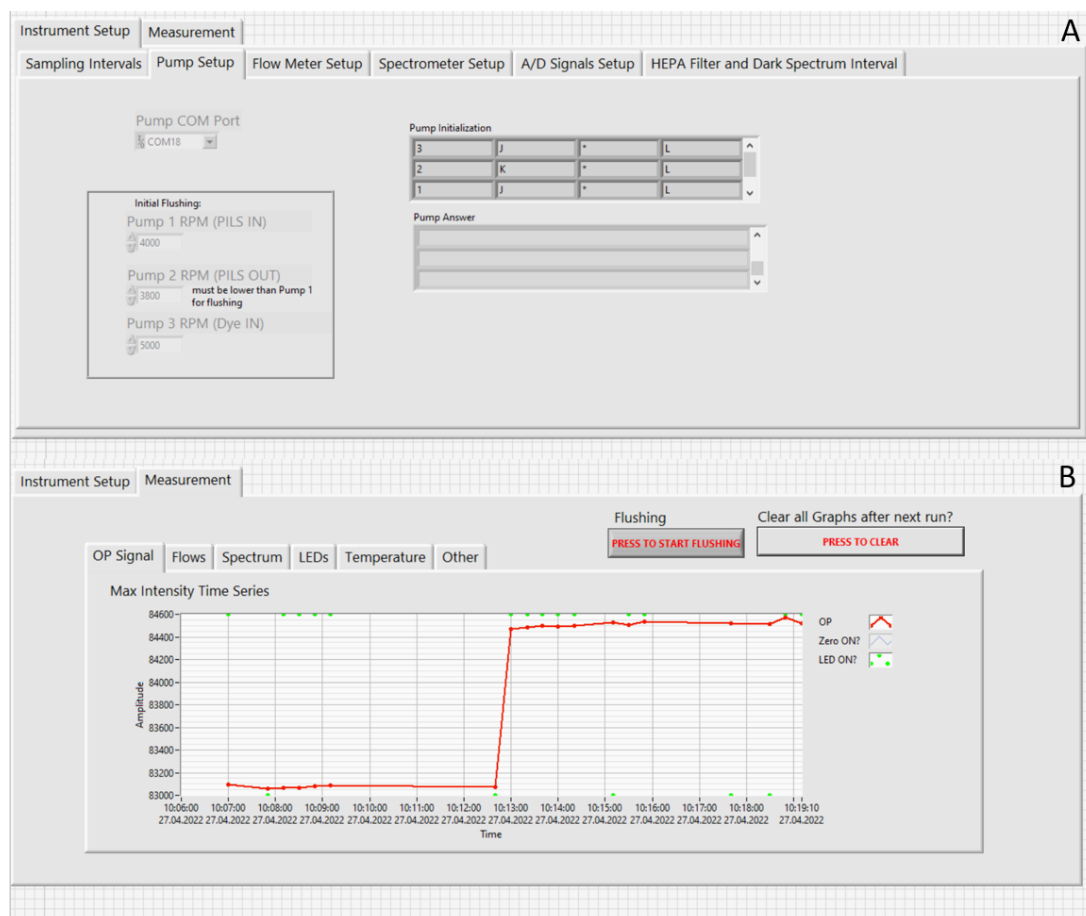 A
Instrument Setup Measurement
Sampling Intervals Pump Setup Flow Meter Setup Spectrometer Setup A/D Signals Setup HEPA Filter and Dark Spectrum Interval
Pump COM Port
COM18
Initial Flushing:
Pump 1 RPM (PILS IN)
4000
Pump 2 RPM (PILS OUT)
3800 must be lower than Pump 1
for flushing
Pump 3 RPM (Dye IN)
5000
Pump Initialization
3 J * L
2 K * L
1 J * L
Pump Answer
B
Instrument Setup Measurement
Flushing
PRESS TO START FLUSHING
Clear all Graphs after next run?
PRESS TO CLEAR
OP Signal Flows Spectrum LEDs Temperature Other
Max Intensity Time Series
Amplitude
84600
84400
84200
84000
83800
83600
83400
83200
83000
10:06:00 10:07:00 10:08:00 10:09:00 10:10:00 10:11:00 10:12:00 10:13:00 10:14:00 10:15:00 10:16:00 10:17:00 10:18:00 10:19:10
27.04.2022 27.04.2022 27.04.2022 27.04.2022 27.04.2022 27.04.2022 27.04.2022 27.04.2022 27.04.2022 27.04.2022 27.04.2022 27.04.2022 27.04.2022 27.04.2022
Time
OP
Zero ON?
LED ON?